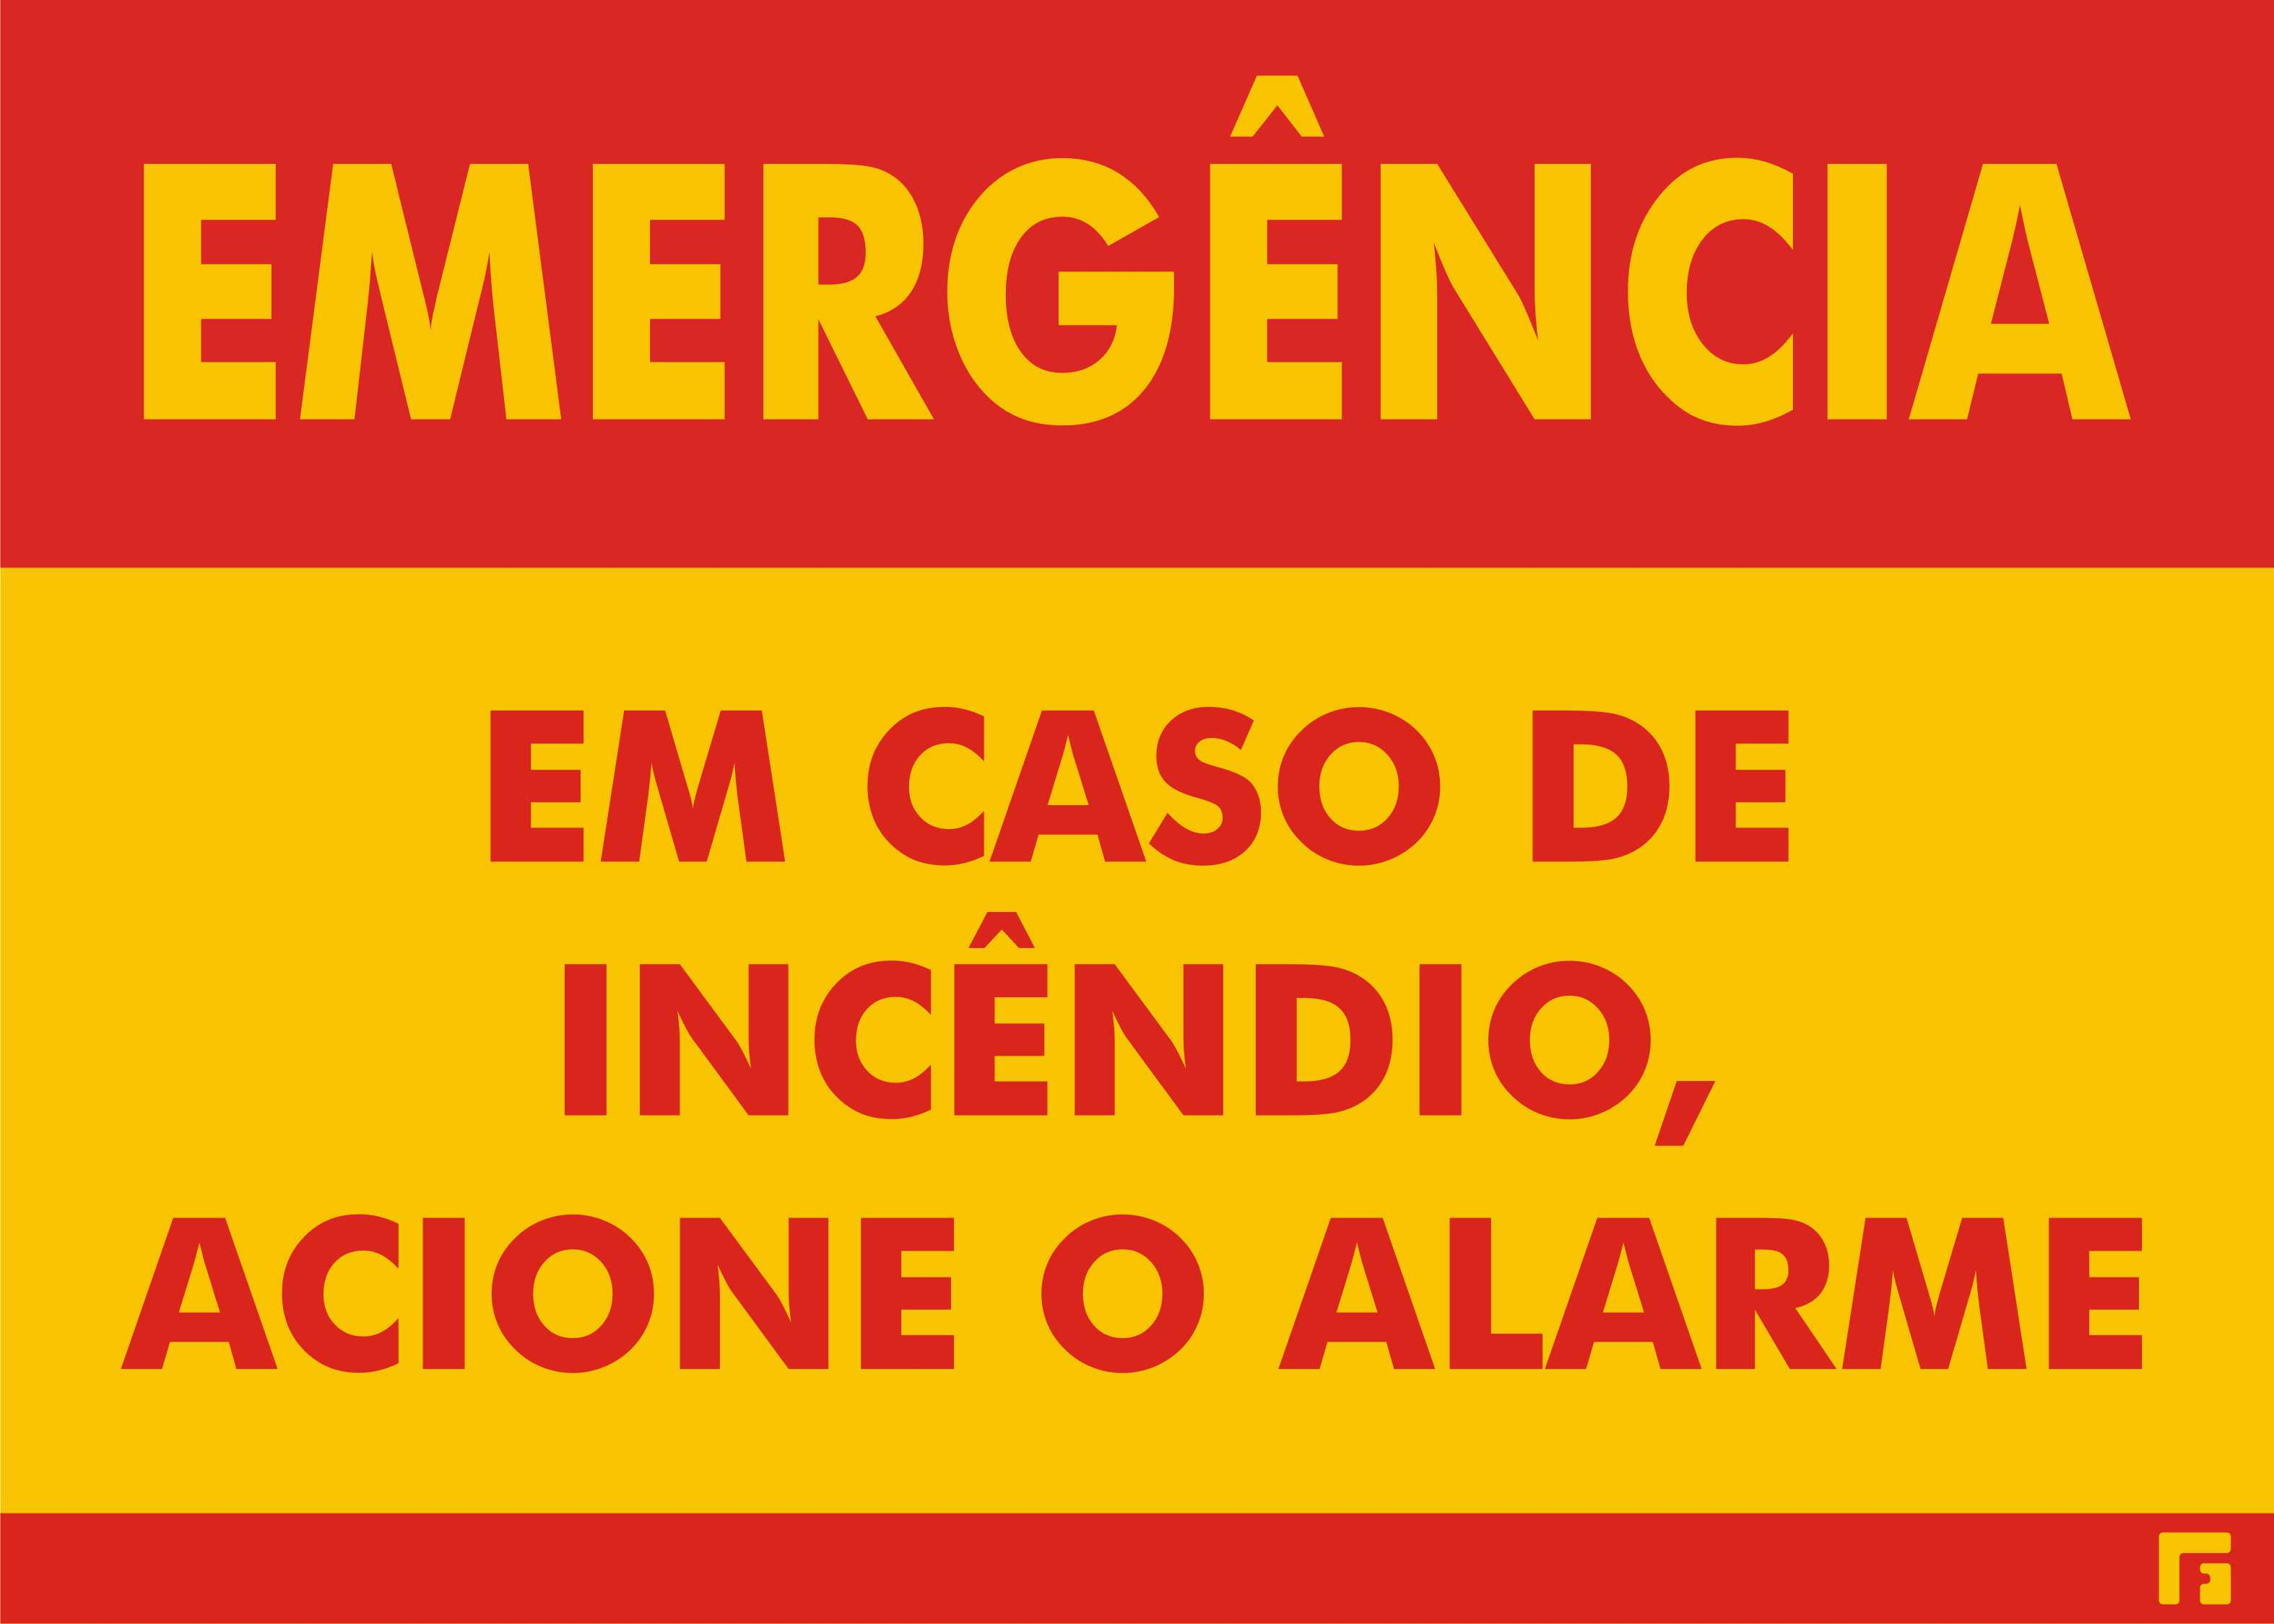 EMERGÊNCIA
EM CASO DE
INCÊNDIO,
ACIONE O ALARME